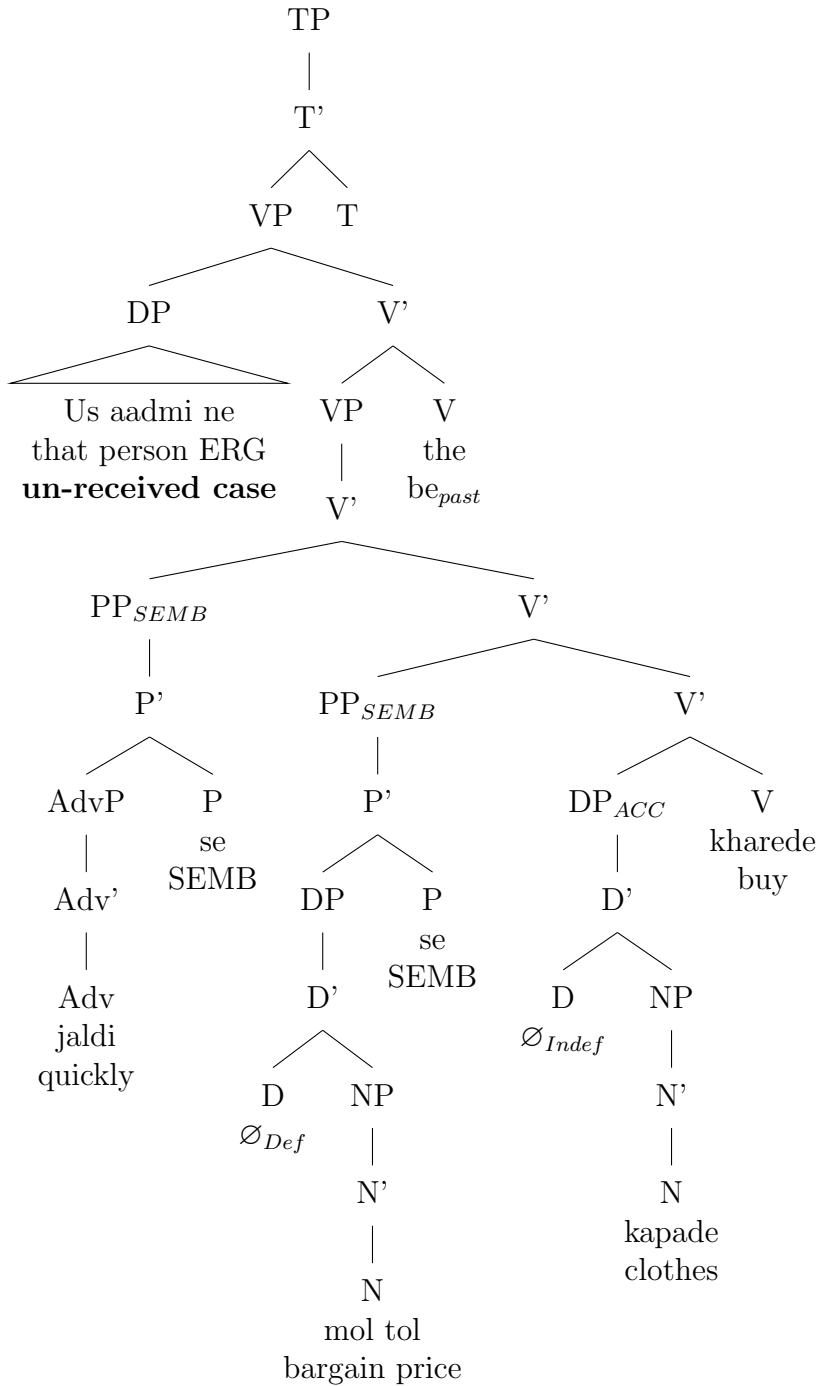 TP
T'
VP T
DP V'
Us aadmi ne VP V
that person ERG the
un-received case V' be_past
PP_SEMB V'
P' PP_SEMB V'
AdvP P P' DP_ACC V
se kharede
SEMB buy
Adv' DP P D'
se
SEMB
Adv D' D NP
jaldi ∅_Indef
quickly
D NP N'
∅_Def
N' N
kapade
clothes
N
mol tol
bargain price